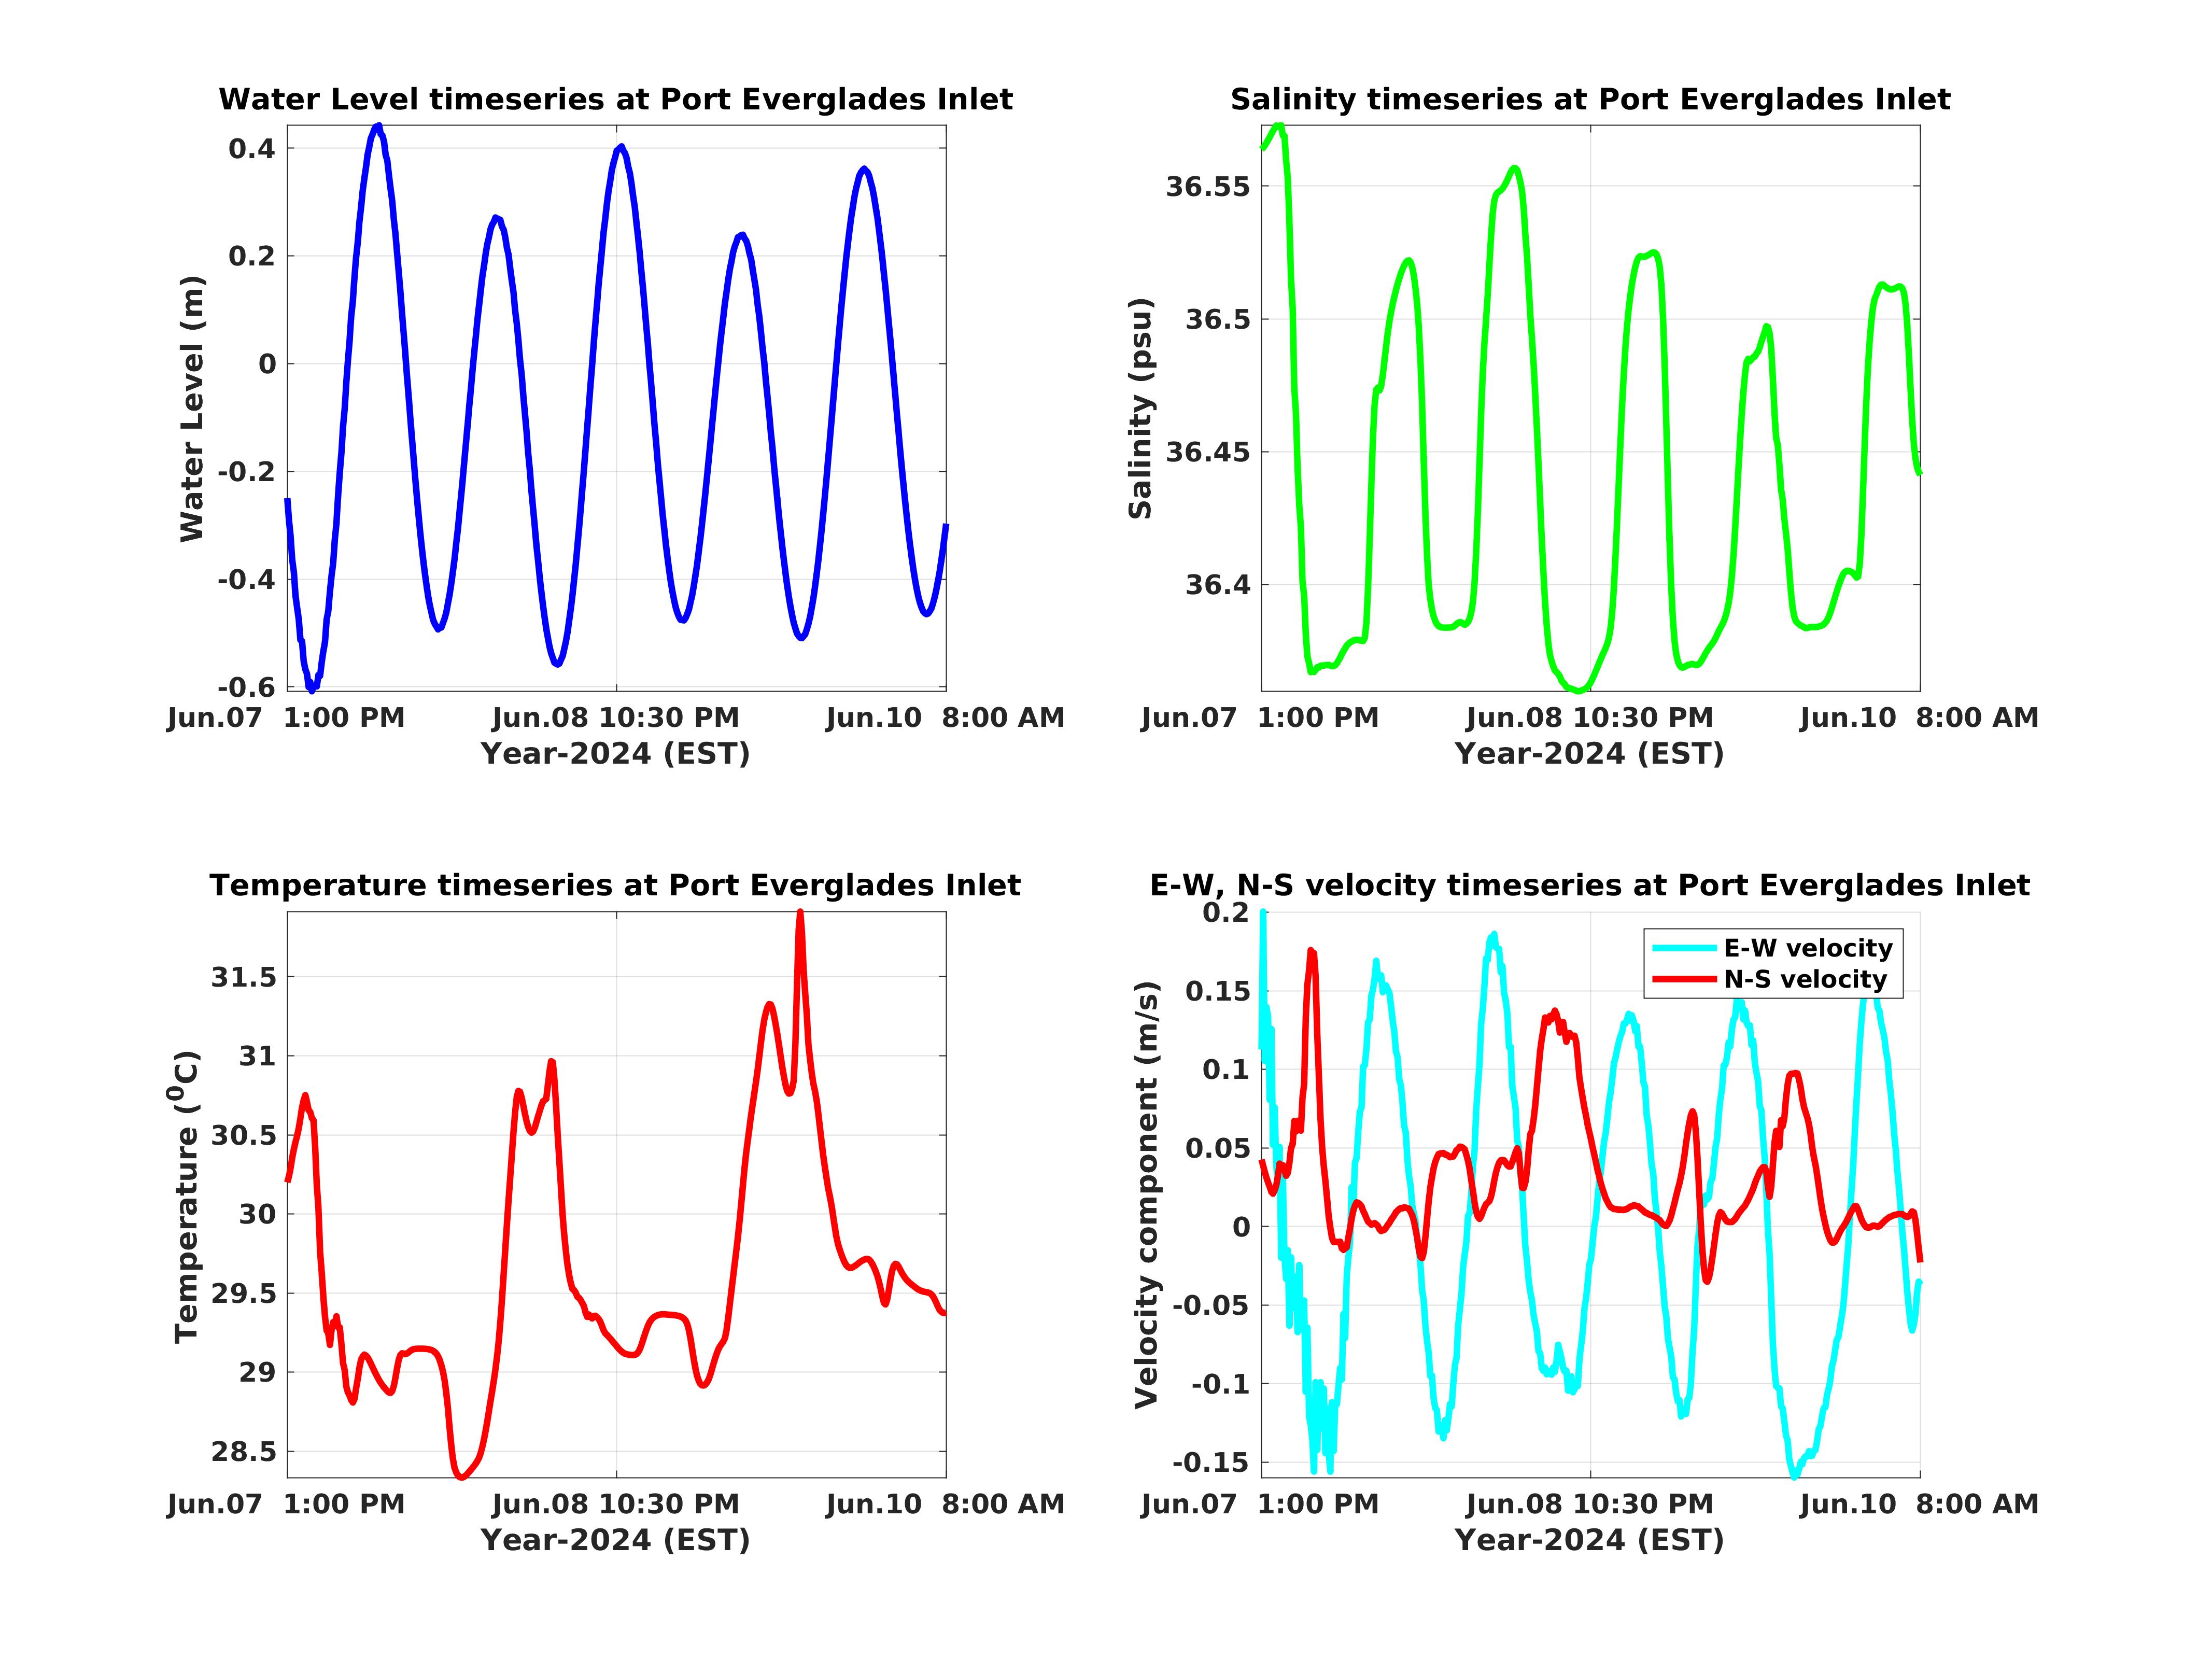 Water Level timeseries at Port Everglades Inlet
Water Level (m)
0.4
0.2
0
-0.2
-0.4
-0.6
Jun.07 1:00 PM
Jun.08 10:30 PM
Jun.10 8:00 AM
Year-2024 (EST)
Salinity timeseries at Port Everglades Inlet
Salinity (psu)
36.55
36.5
36.45
36.4
Jun.07 1:00 PM
Jun.08 10:30 PM
Jun.10 8:00 AM
Year-2024 (EST)
Temperature timeseries at Port Everglades Inlet
Temperature (⁰C)
31.5
31
30.5
30
29.5
29
28.5
Jun.07 1:00 PM
Jun.08 10:30 PM
Jun.10 8:00 AM
Year-2024 (EST)
E-W, N-S velocity timeseries at Port Everglades Inlet
Velocity component (m/s)
0.2
0.15
0.1
0.05
0
-0.05
-0.1
-0.15
E-W velocity
N-S velocity
Jun.07 1:00 PM
Jun.08 10:30 PM
Jun.10 8:00 AM
Year-2024 (EST)